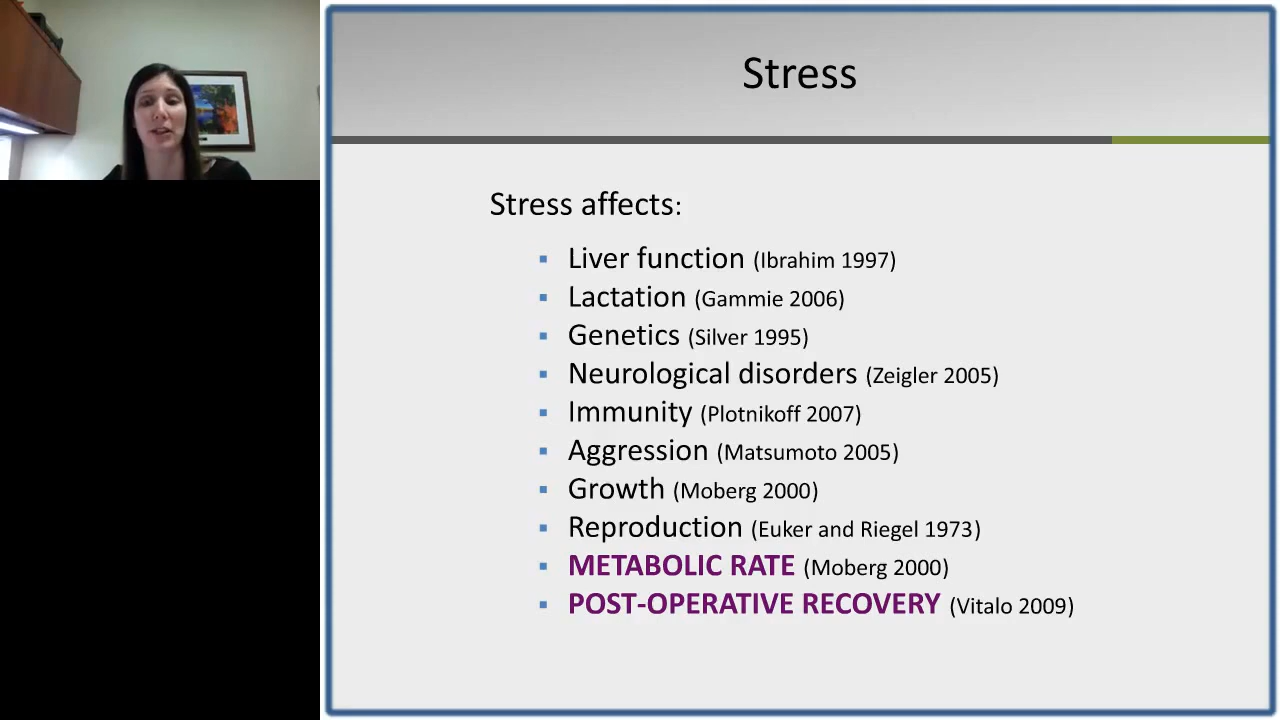 Stress
Stress affects:
▪ Liver function (Ibrahim 1997)
▪ Lactation (Gammie 2006)
▪ Genetics (Silver 1995)
▪ Neurological disorders (Zeigler 2005)
▪ Immunity (Plotnikoff 2007)
▪ Aggression (Matsumoto 2005)
▪ Growth (Moberg 2000)
▪ Reproduction (Euker and Riegel 1973)
▪ METABOLIC RATE (Moberg 2000)
▪ POST-OPERATIVE RECOVERY (Vitalo 2009)